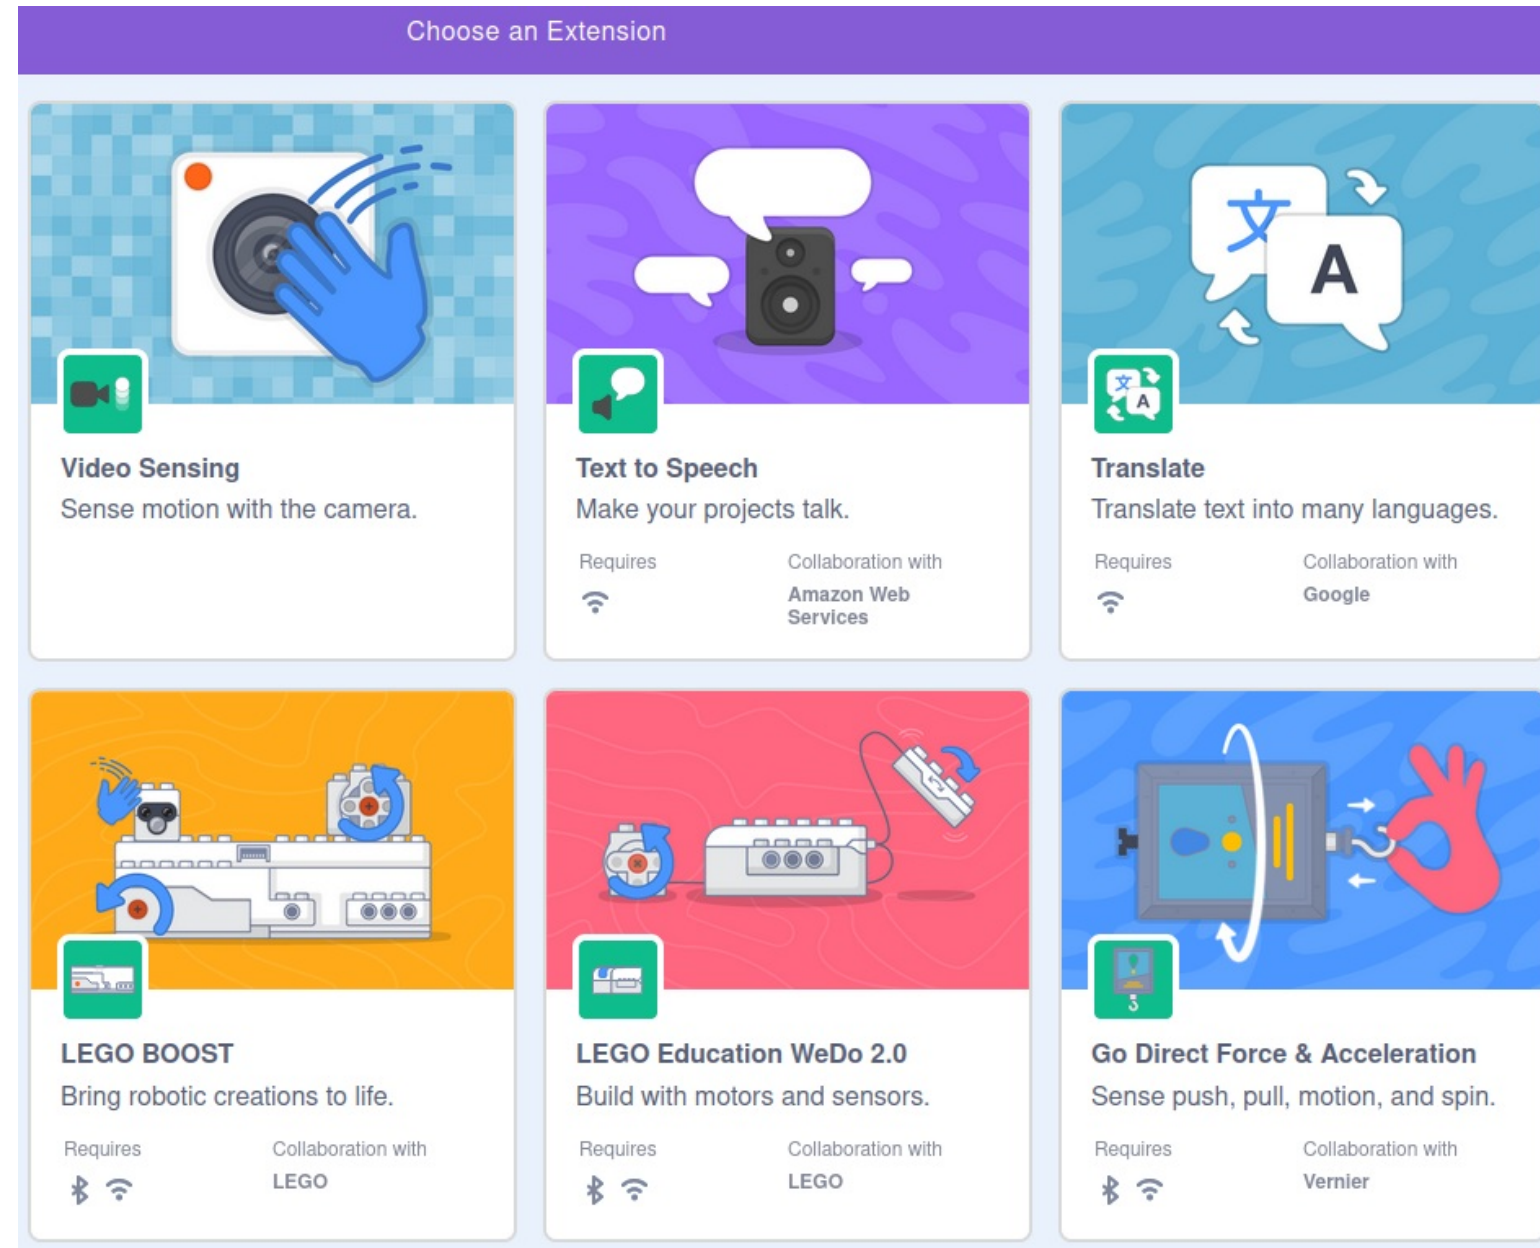 Choose an Extension
文
A
文
A
Video Sensing
Sense motion with the camera.
Text to Speech
Make your projects talk.
Requires
Collaboration with
Amazon Web
Services
Translate
Translate text into many languages.
Requires
Collaboration with
Google
LEGO BOOST
Bring robotic creations to life.
Requires
Collaboration with
LEGO
LEGO Education WeDo 2.0
Build with motors and sensors.
Requires
Collaboration with
LEGO
Go Direct Force & Acceleration
Sense push, pull, motion, and spin.
Requires
Collaboration with
Vernier